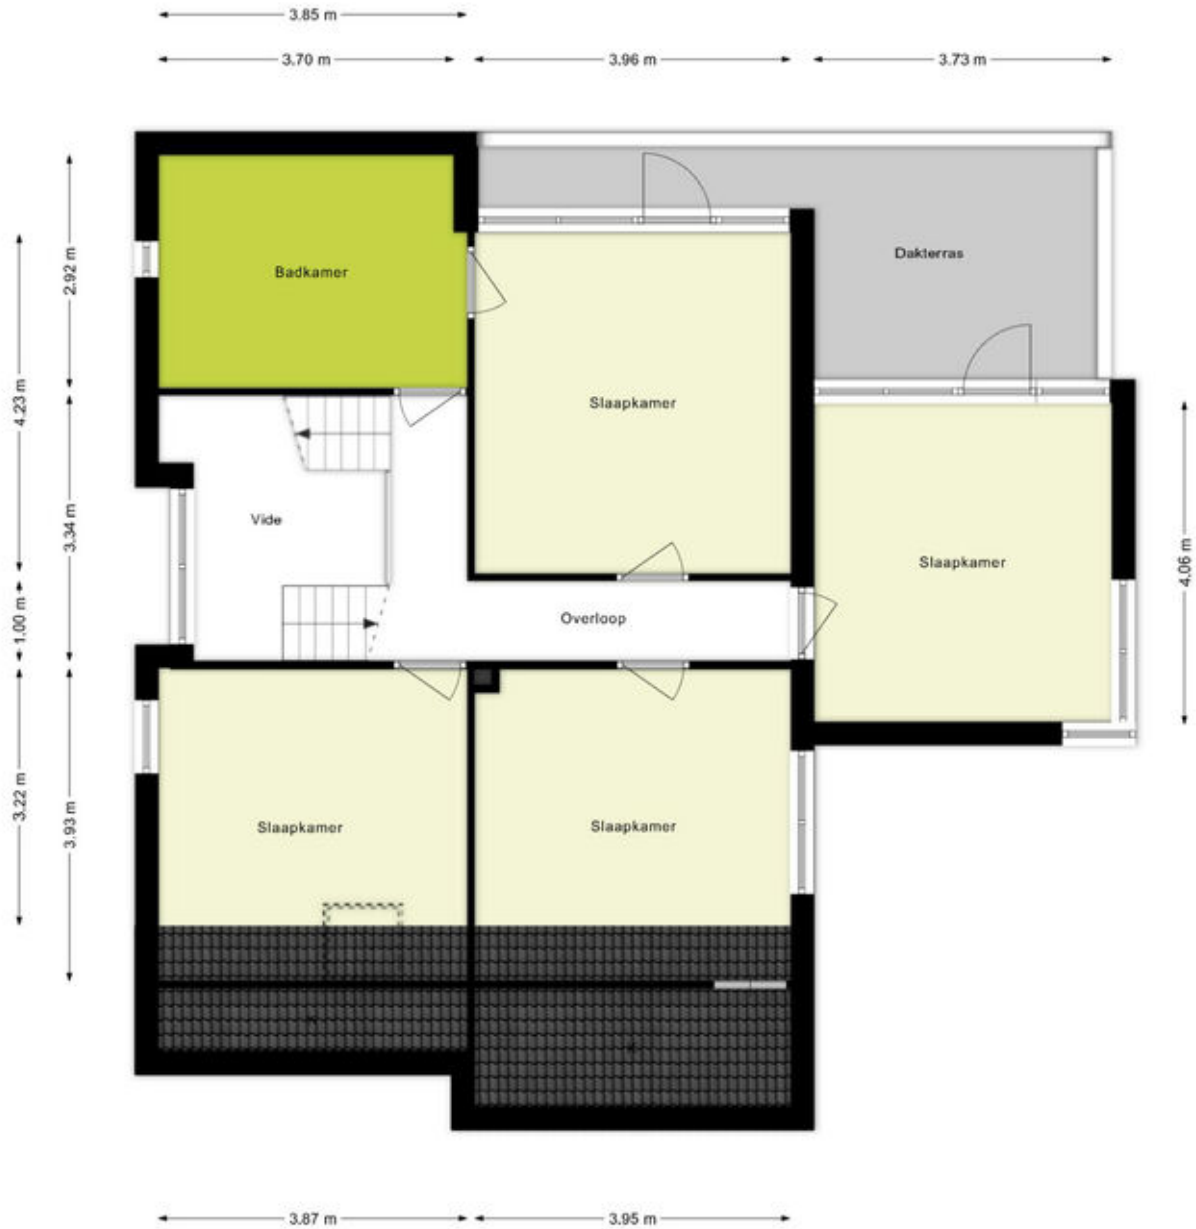 3.85 m
3.70 m
3.96 m
3.73 m
2.92 m
4.23 m
3.34 m
1.00 m
3.22 m
3.93 m
4.06 m
Badkamer
Dakterras
Slaapkamer
Vide
Slaapkamer
Overloop
Slaapkamer
Slaapkamer
3.87 m
3.95 m